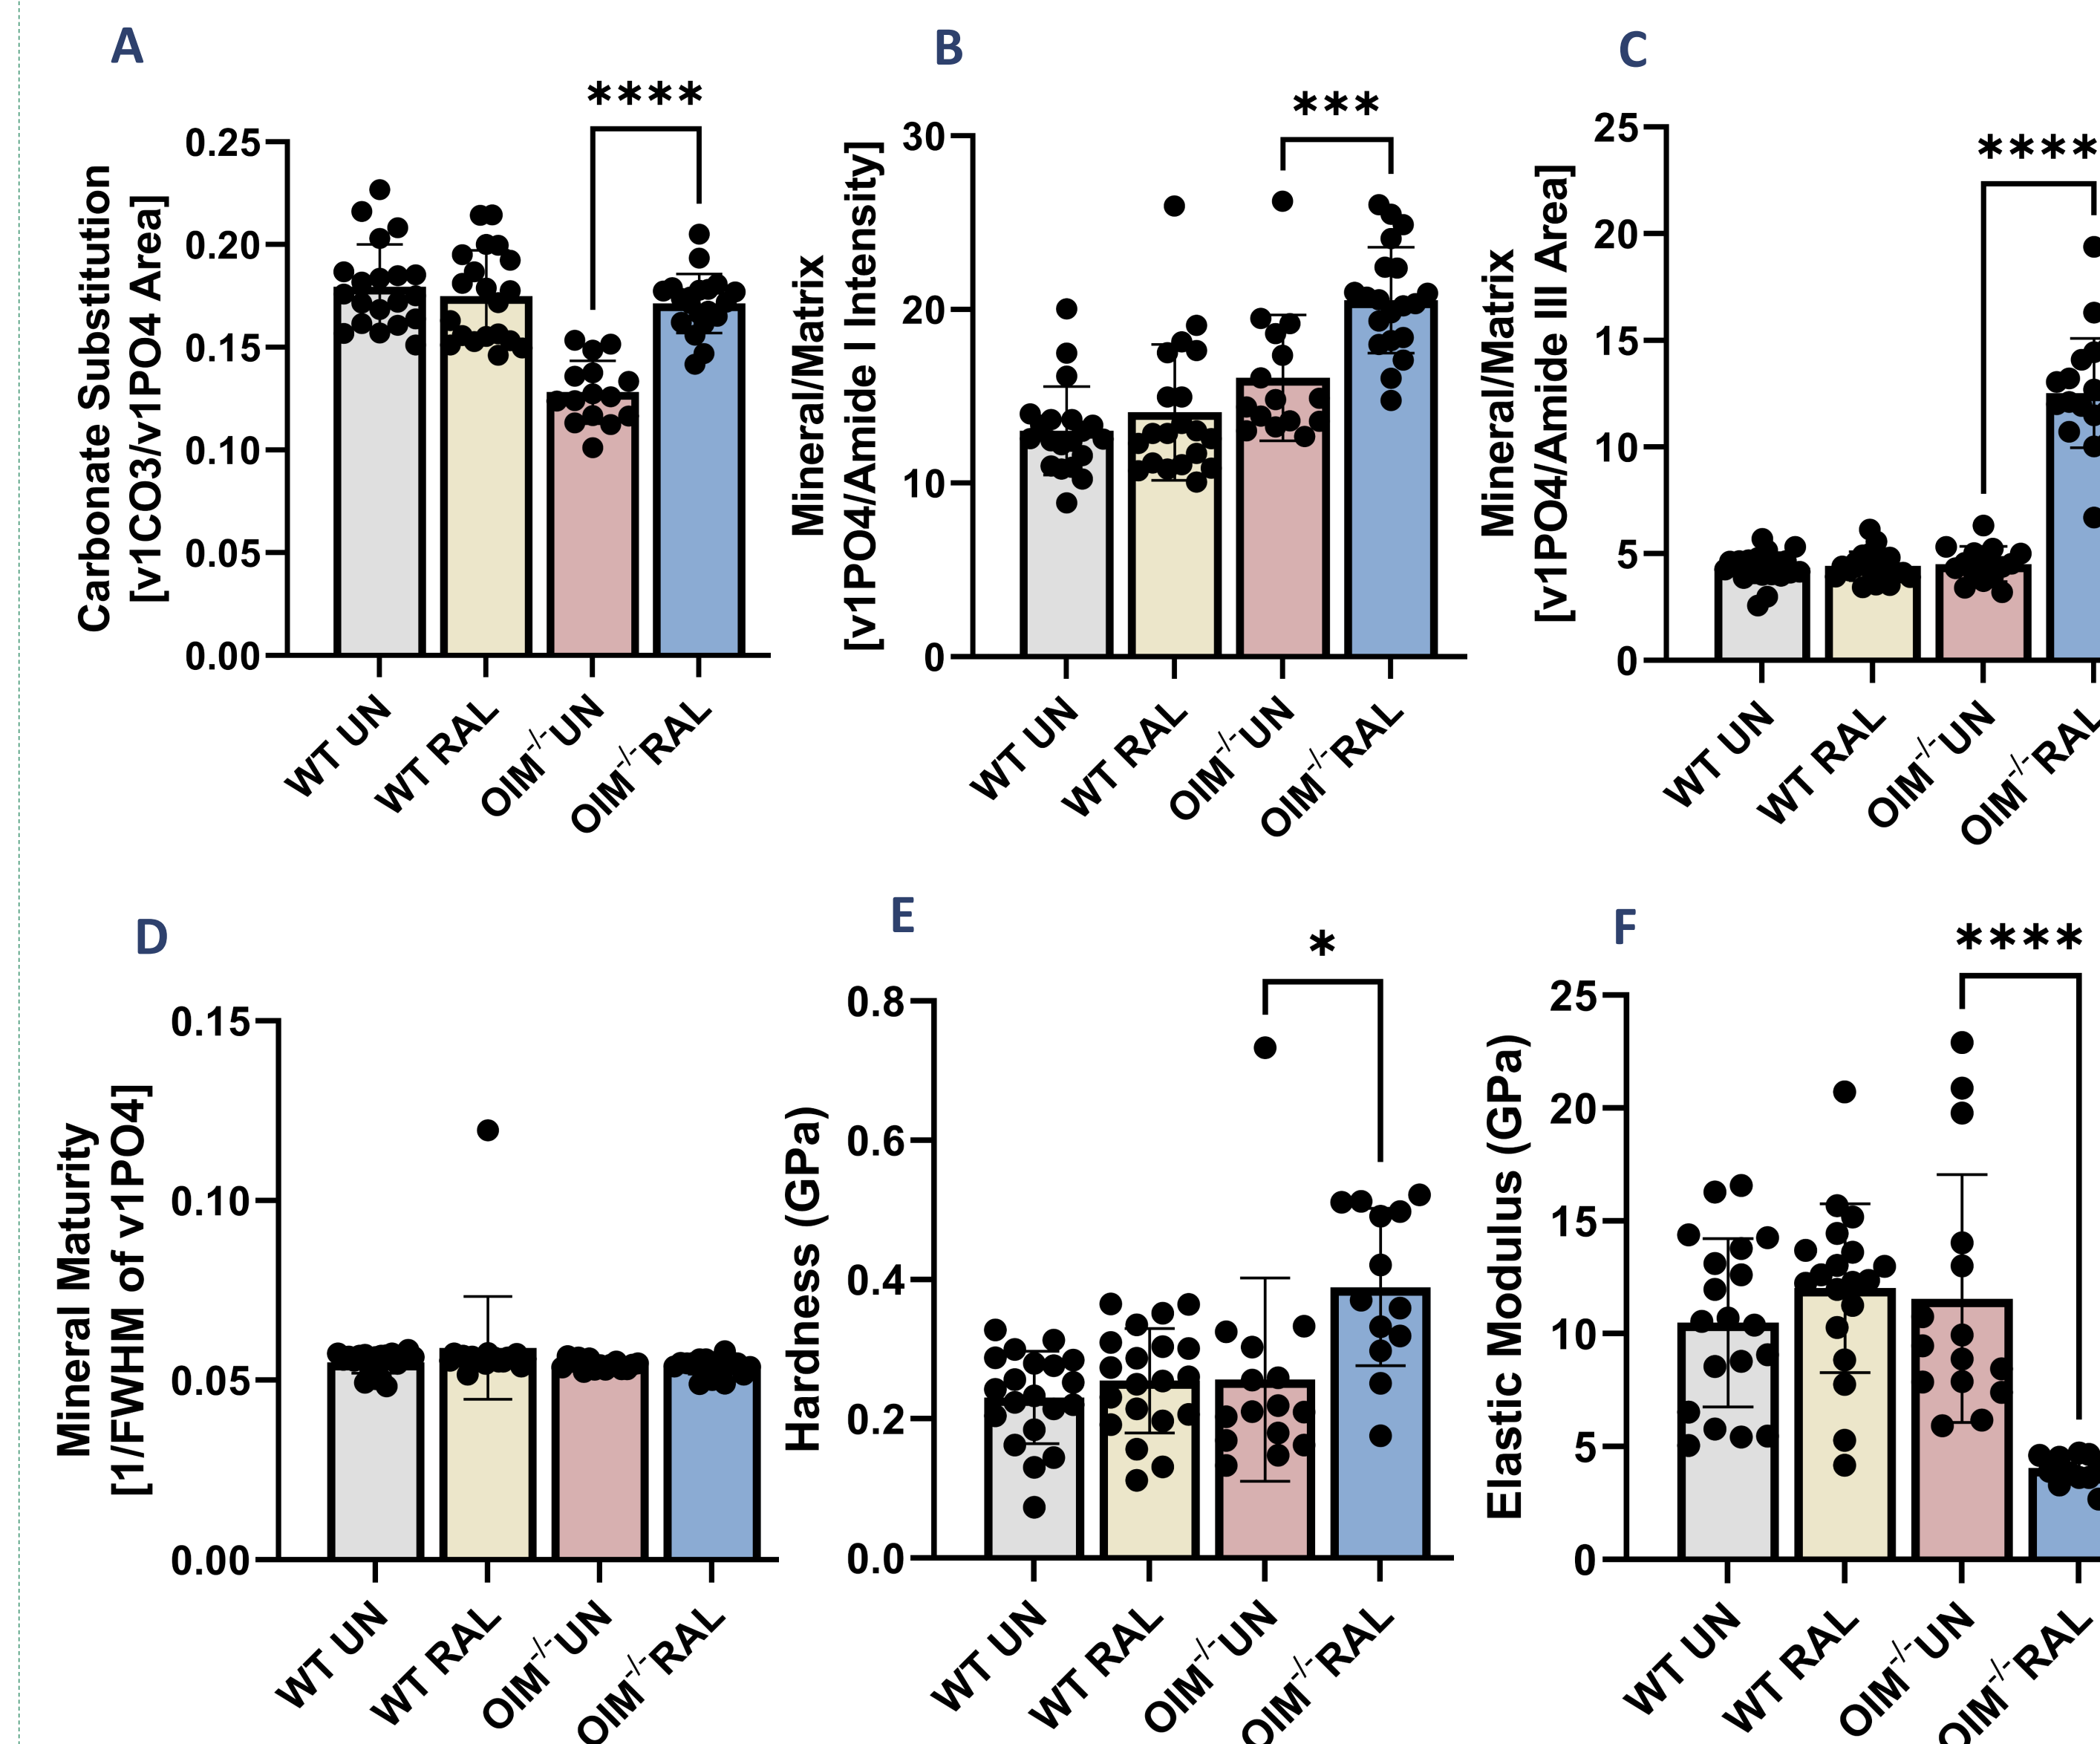 A
****
Carbonate Substitution
[v1CO3/v1PO4 Area]
0.25
0.20
0.15
0.10
0.05
0.00
WT UN
WT RAL
OIM-/-UN
OIM-/-RAL
B
***
Mineral/Matrix
[v1PO4/Amide I Intensity]
30
20
10
0
WT UN
WT RAL
OIM-/-UN
OIM-/-RAL
C
****
Mineral/Matrix
[v1PO4/Amide III Area]
25
20
15
10
5
0
WT UN
WT RAL
OIM-/-UN
OIM-/-RAL
D
Mineral Maturity
[1/FWHM of v1PO4]
0.15
0.10
0.05
0.00
WT UN
WT RAL
OIM-/-UN
OIM-/-RAL
E
*
Hardness (GPa)
0.8
0.6
0.4
0.2
0.0
WT UN
WT RAL
OIM-/-UN
OIM-/-RAL
F
****
Elastic Modulus (GPa)
25
20
15
10
5
0
WT UN
WT RAL
OIM-/-UN
OIM-/-RAL